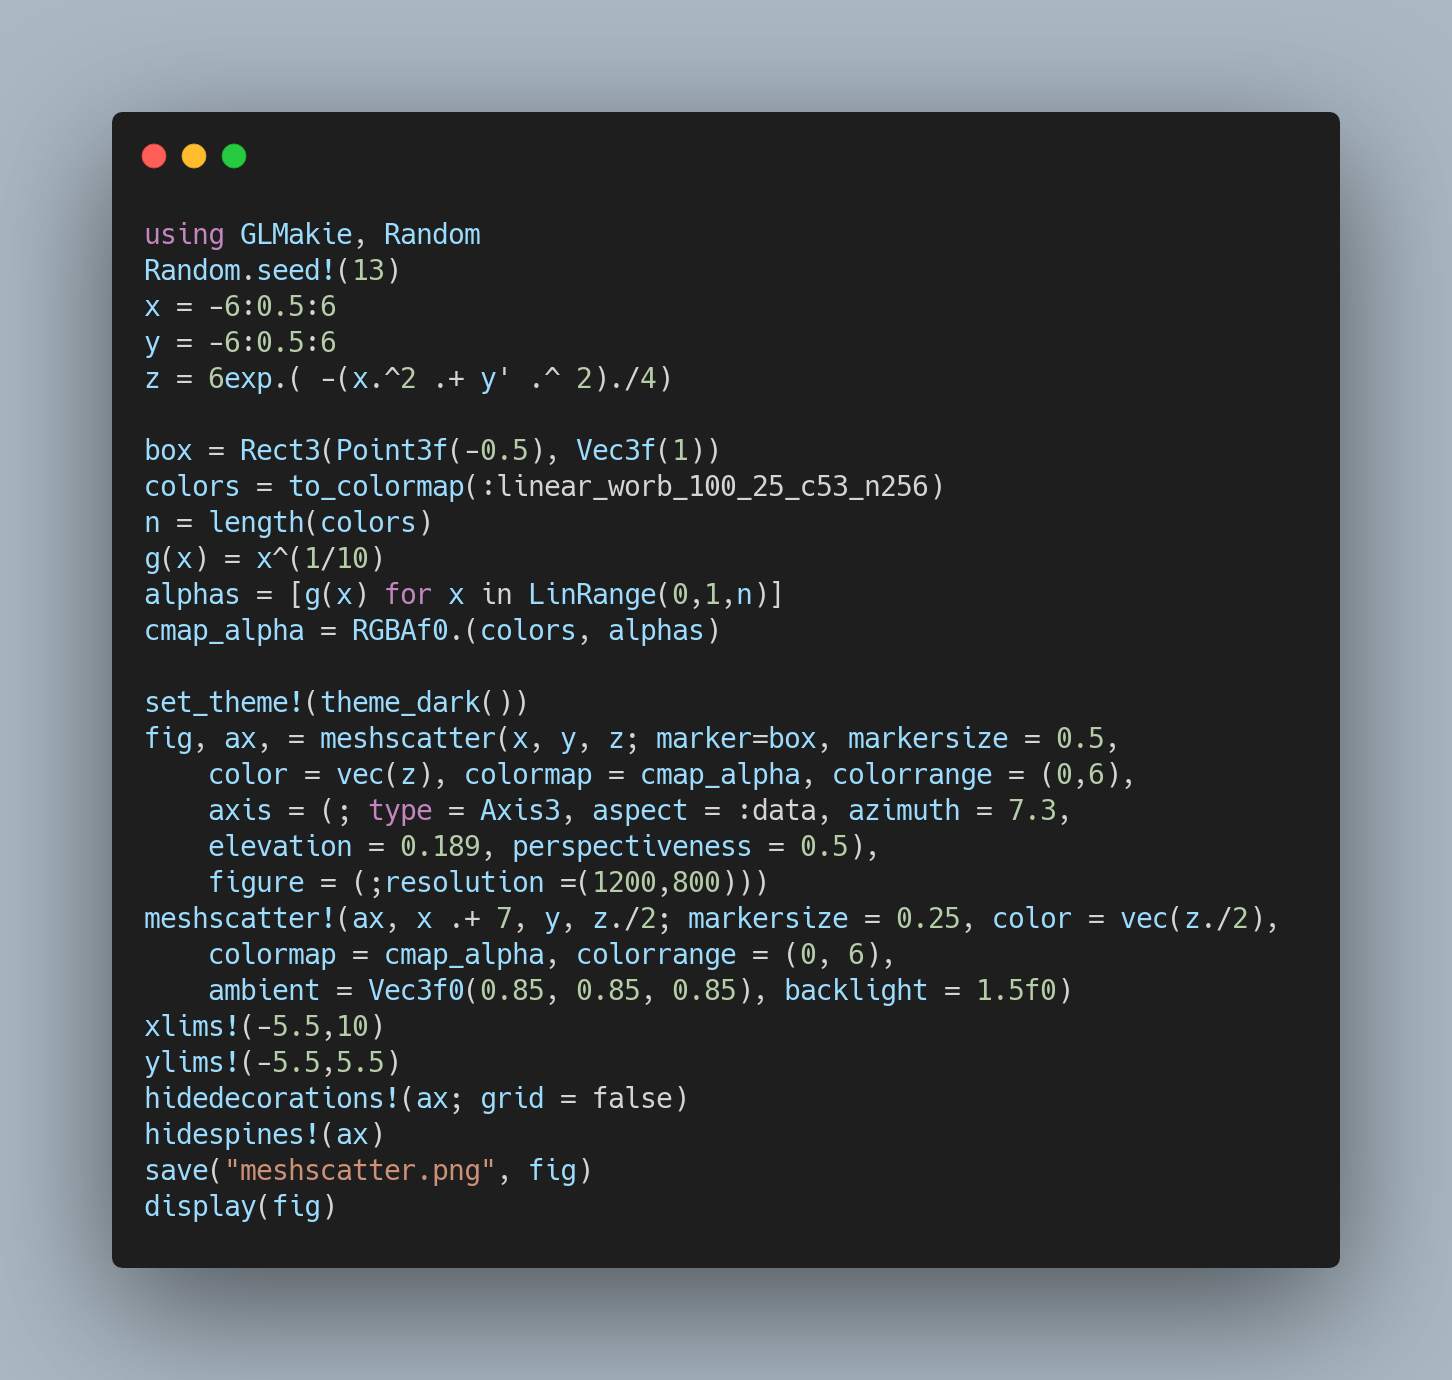 using GLMakie, Random
Random.seed!(13)
x = -6:0.5:6
y = -6:0.5:6
z = 6exp.( -(x.^2 .+ y' .^ 2)./4)

box = Rect3(Point3f(-0.5), Vec3f(1))
colors = to_colormap(:linear_worb_100_25_c53_n256)
n = length(colors)
g(x) = x^(1/10)
alphas = [g(x) for x in LinRange(0,1,n)]
cmap_alpha = RGBAf0.(colors, alphas)

set_theme!(theme_dark())
fig, ax, = meshscatter(x, y, z; marker=box, markersize = 0.5,
    color = vec(z), colormap = cmap_alpha, colorrange = (0,6),
    axis = (; type = Axis3, aspect = :data, azimuth = 7.3,
    elevation = 0.189, perspectiveness = 0.5),
    figure = (;resolution =(1200,800)))
meshscatter!(ax, x .+ 7, y, z./2; markersize = 0.25, color = vec(z./2),
    colormap = cmap_alpha, colorrange = (0, 6),
    ambient = Vec3f0(0.85, 0.85, 0.85), backlight = 1.5f0)
xlims!(-5.5,10)
ylims!(-5.5,5.5)
hidedecorations!(ax; grid = false)
hidespines!(ax)
save("meshscatter.png", fig)
display(fig)